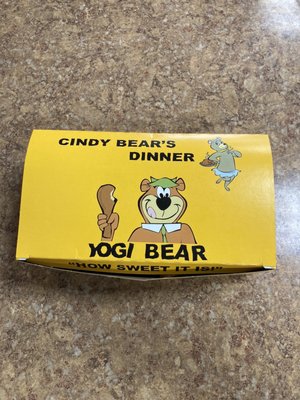 CINDY BEAR'S
DINNER
YOGI BEAR
"HOW SWEET IT IS!"